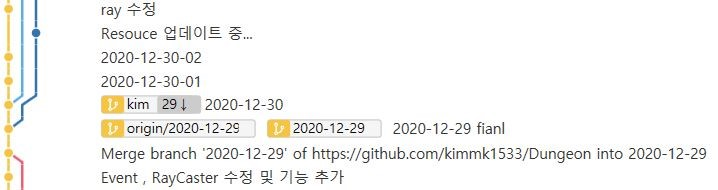 ray 수정
Resouce 업데이트 중...
2020-12-30-02
2020-12-30-01
kim 29↓ 2020-12-30
origin/2020-12-29 2020-12-29 2020-12-29 fianl
Merge branch '2020-12-29' of https://github.com/kimmk1533/Dungeon into 2020-12-29
Event , RayCaster 수정 및 기능 추가